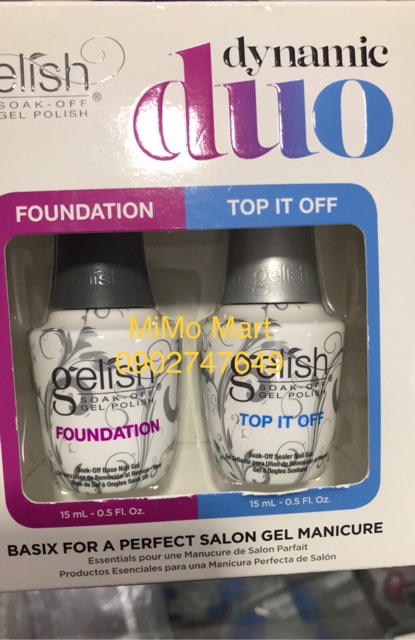 elish
SOAK-OFF
GEL POLISH ®
dynamic
duo
FOUNDATION
TOP IT OFF
gelish
MiMo Mart
0902747649
gelish
SOAK-OFF
GEL POLISH
FOUNDATION
Soak-Off Base Nail Gel
gelish
SOAK-OFF
GEL POLISH
TOP IT OFF
Soak-Off Sealer Nail Gel
15 mL - 0.5 Fl. Oz.
15 mL - 0.5 Fl. Oz.
BASIX FOR A PERFECT SALON GEL MANICURE
Essentials pour une Manucure de Salon Parfait
Productos Esenciales para una Manicura Perfecta de Salón